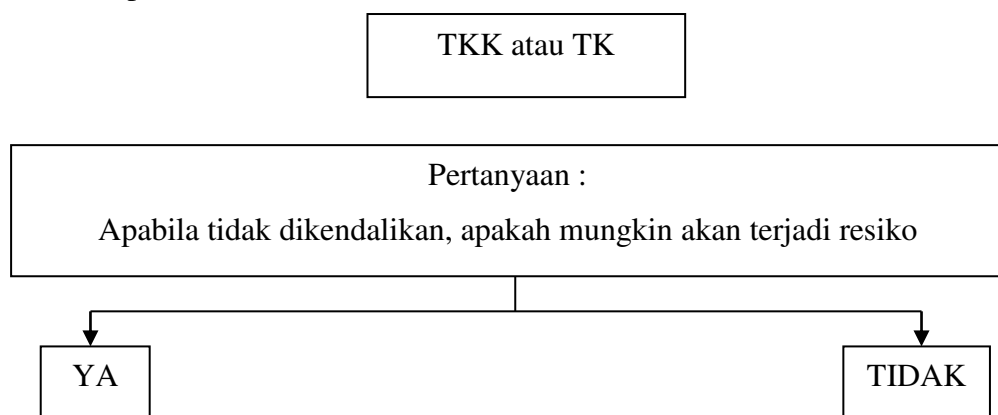 TKK atau TK
Pertanyaan :
Apabila tidak dikendalikan, apakah mungkin akan terjadi resiko
YA
TIDAK